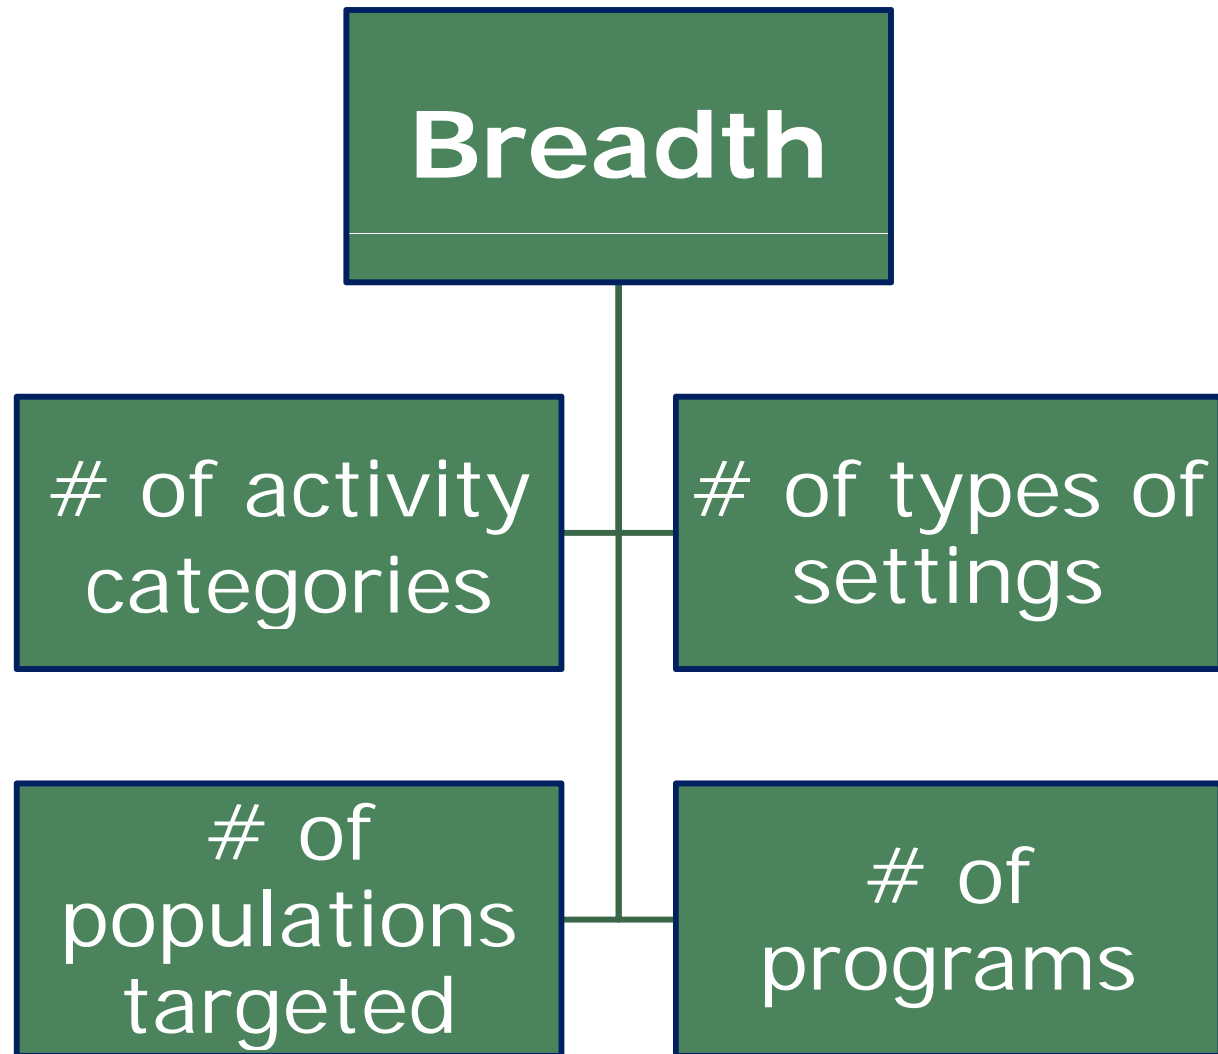 Breadth
# of activity
categories
# of types of
settings
# of
populations
targeted
# of
programs